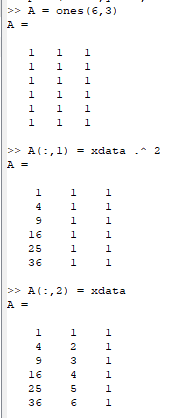 >> A = ones(6,3)
A =
1 1 1
1 1 1
1 1 1
1 1 1
1 1 1
1 1 1
>> A(:,1) = xdata .^ 2
A =
1 1 1
4 1 1
9 1 1
16 1 1
25 1 1
36 1 1
>> A(:,2) = xdata
A =
1 1 1
4 2 1
9 3 1
16 4 1
25 5 1
36 6 1